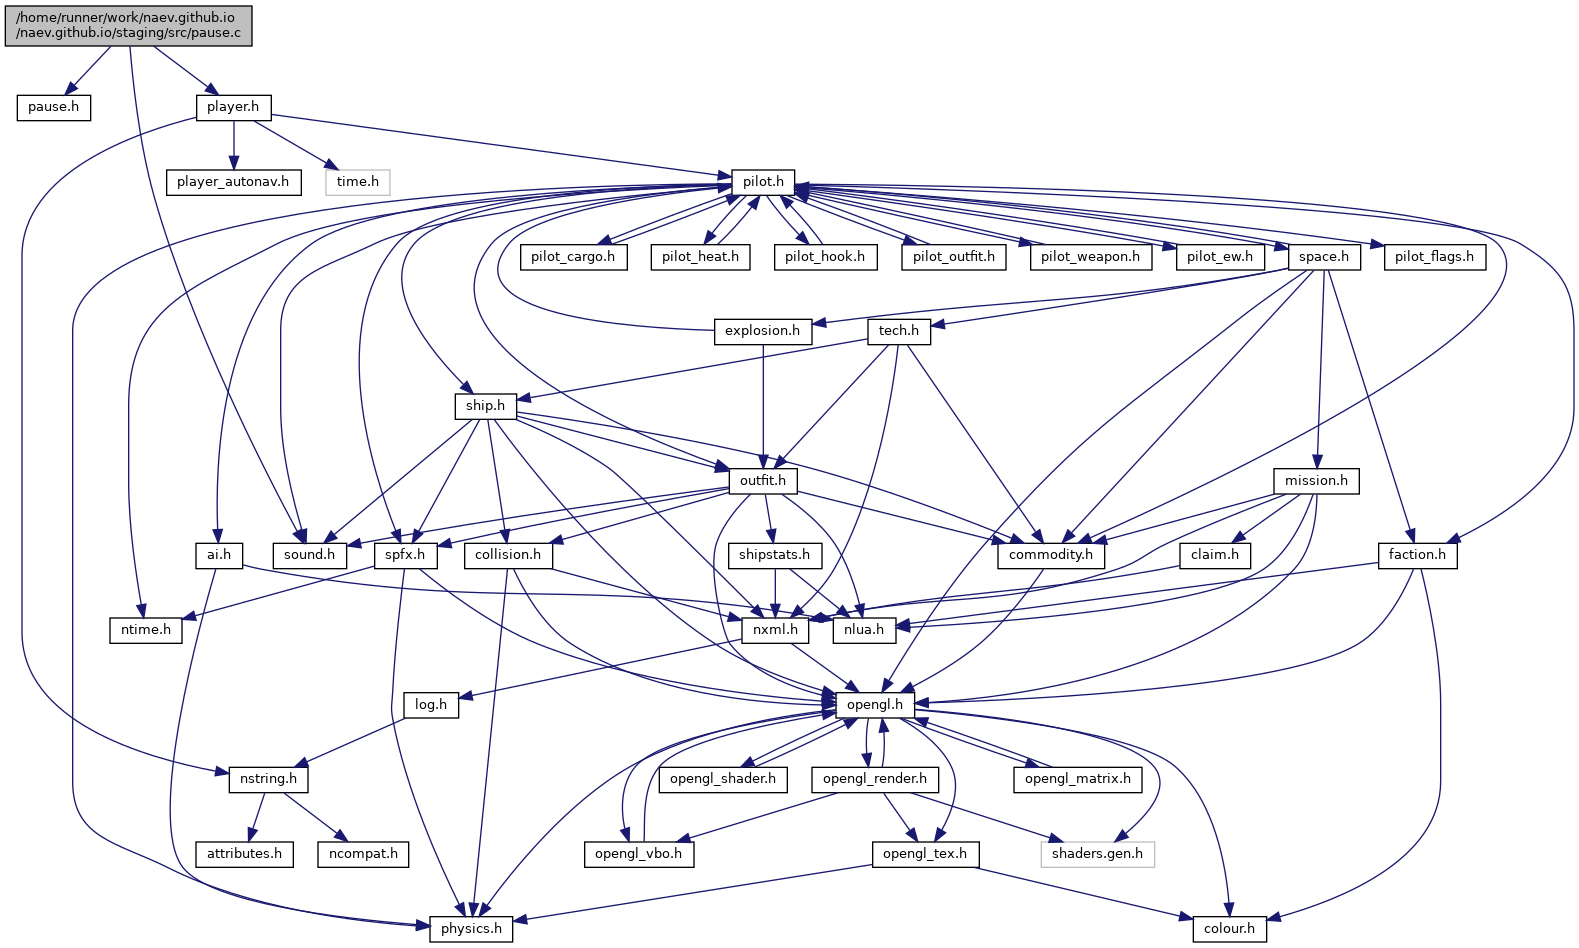 /home/runner/work/naev.github.io
/naev.github.io/staging/src/pause.c
pause.h
player.h
player_autonav.h
time.h
pilot.h
pilot_cargo.h
pilot_heat.h
pilot_hook.h
pilot_outfit.h
pilot_weapon.h
pilot_ew.h
space.h
pilot_flags.h
explosion.h
tech.h
ship.h
outfit.h
mission.h
ai.h
sound.h
spfx.h
collision.h
shipstats.h
commodity.h
claim.h
faction.h
ntime.h
nxml.h
nlua.h
log.h
opengl.h
nstring.h
opengl_shader.h
opengl_render.h
opengl_matrix.h
attributes.h
ncompat.h
opengl_vbo.h
opengl_tex.h
shaders.gen.h
physics.h
colour.h